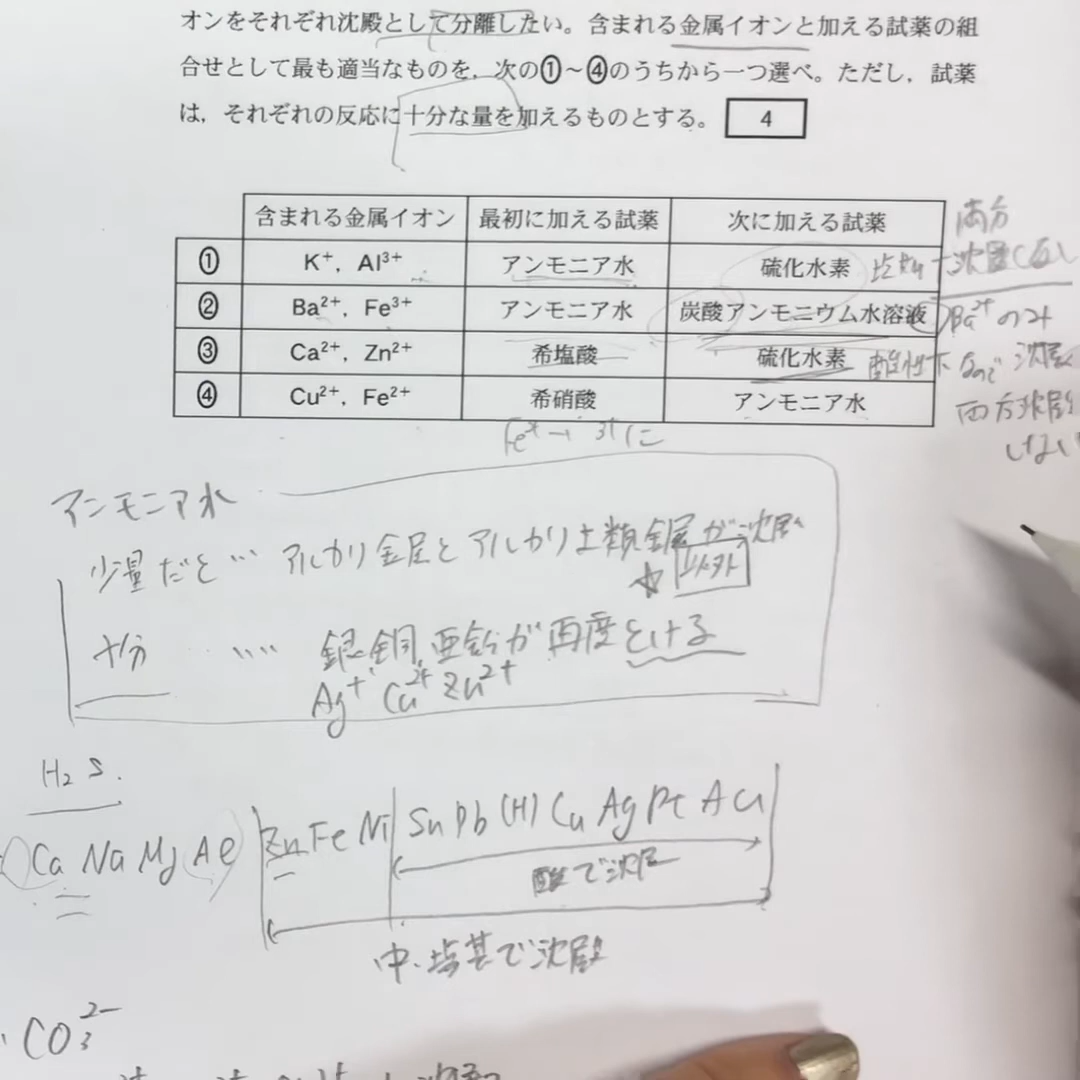 オンをそれぞれ沈殿として分離したい。含まれる金属イオンと加える試薬の組
合せとして最も適当なものを，次の①～④のうちから一つ選べ。ただし，試薬
は，それぞれの反応に十分な量を加えるものとする。 4
含まれる金属イオン 最初に加える試薬 次に加える試薬
① K⁺，Al³⁺ アンモニア水 硫化水素
② Ba²⁺，Fe³⁺ アンモニア水 炭酸アンモニウム水溶液
③ Ca²⁺，Zn²⁺ 希塩酸 硫化水素
④ Cu²⁺，Fe²⁺ 希硝酸 アンモニア水
両方
Ba²⁺のみ
酸性下なので沈殿
両方沈殿
しない
アンモニア水
少量だと… アルカリ金属とアルカリ土類金属が沈殿
以外
十分 ‥‥ 銀銅亜鉛が再度とける
Ag⁺ Cu²⁺ Zn²⁺
H₂S.
Ca Na Mg Al Zn Fe Ni Sn Pb (H) Cu Ag Pt Au
酸で沈殿
中・塩基で沈殿
CO₃²⁻